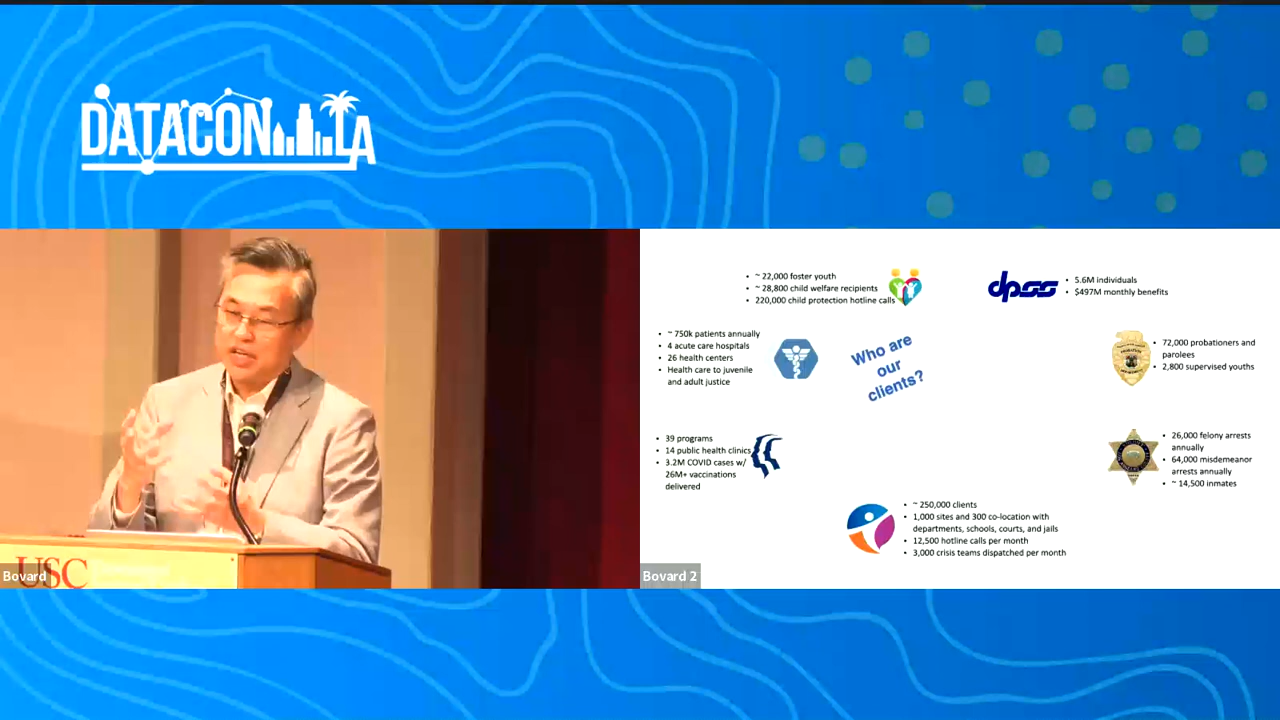 DATACON LA
• ~ 22,000 foster youth
• ~ 28,800 child welfare recipients
• 220,000 child protection hotline calls
dpss
• 5.6M individuals
• $497M monthly benefits
• ~ 750k patients annually
• 4 acute care hospitals
• 26 health centers
• Health care to juvenile
and adult justice
Who are
our
clients?
• 72,000 probationers and
parolees
• 2,800 supervised youths
• 39 programs
• 14 public health clinics
• 3.2M COVID cases w/
26M+ vaccinations
delivered
• 26,000 felony arrests
annually
• 64,000 misdemeanor
arrests annually
• ~ 14,500 inmates
• ~ 250,000 clients
• 1,000 sites and 300 co-location with
departments, schools, courts, and jails
• 12,500 hotline calls per month
• 3,000 crisis teams dispatched per month
USC
Bovard
Bovard 2